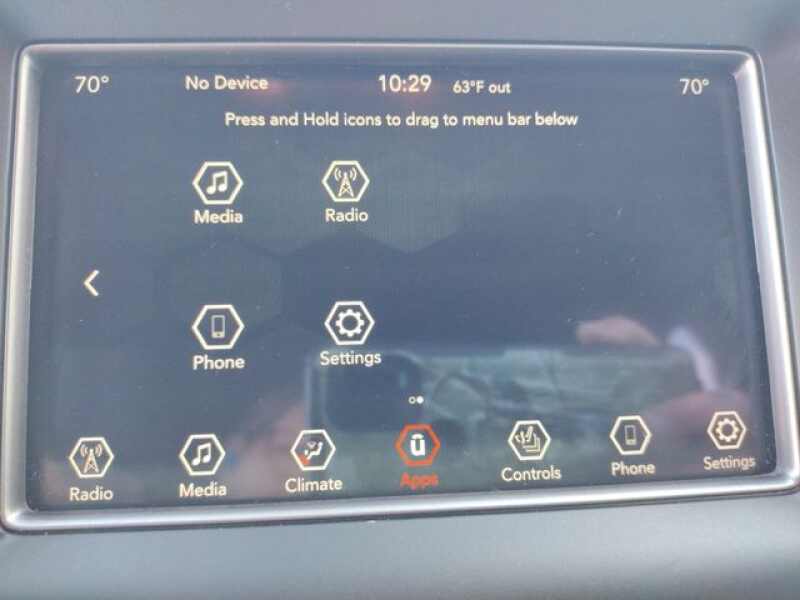 70° No Device 10:29 63°F out 70°
Press and Hold icons to drag to menu bar below
Media Radio
Phone Settings
Radio Media Climate ū Apps Controls Phone Settings